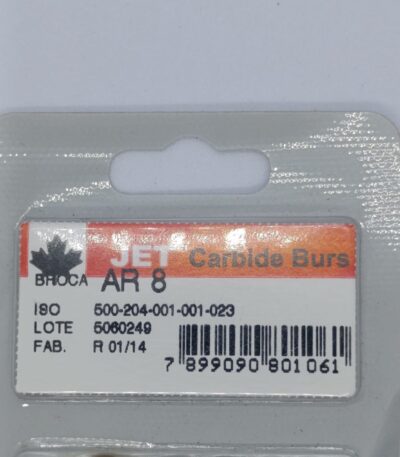 JET Carbide Burs
BROCA AR 8
ISO 500-204-001-001-023
LOTE 5060249
FAB. R 01/14
7 899090 801061